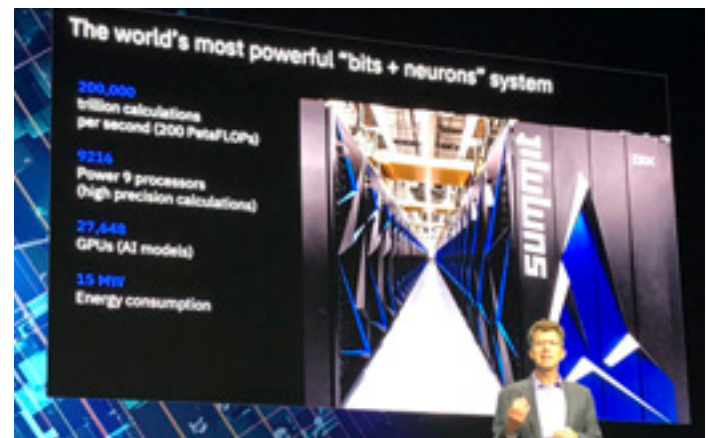 The world's most powerful "bits + neurons" system
200,000
trillion calculations
per second (200 PetaFLOPs)
9216
Power 9 processors
(high precision calculations)
27,648
GPUs (AI models)
15 MW
Energy consumption
summit
IBM